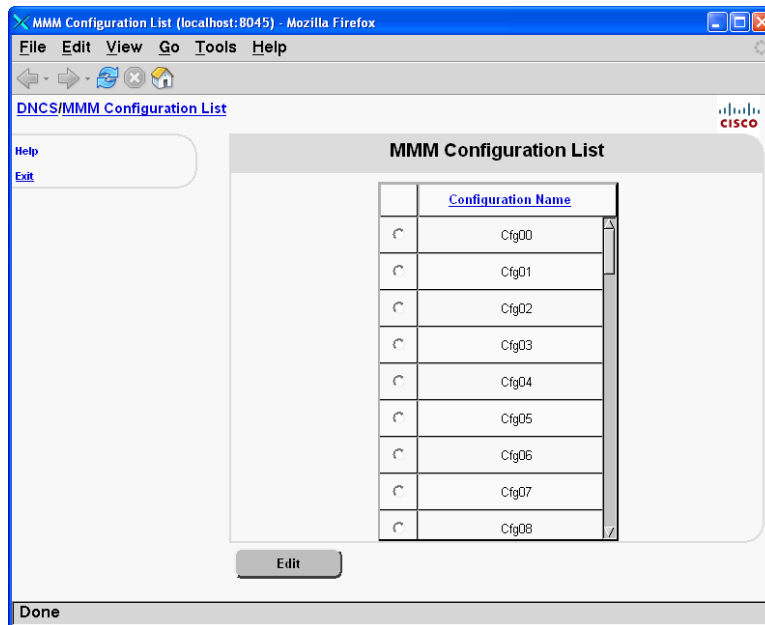 MMM Configuration List (localhost:8045) - Mozilla Firefox
File Edit View Go Tools Help
DNCS/MMM Configuration List
CISCO
Help
Exit
MMM Configuration List
Configuration Name
Cfg00
Cfg01
Cfg02
Cfg03
Cfg04
Cfg05
Cfg06
Cfg07
Cfg08
Edit
Done